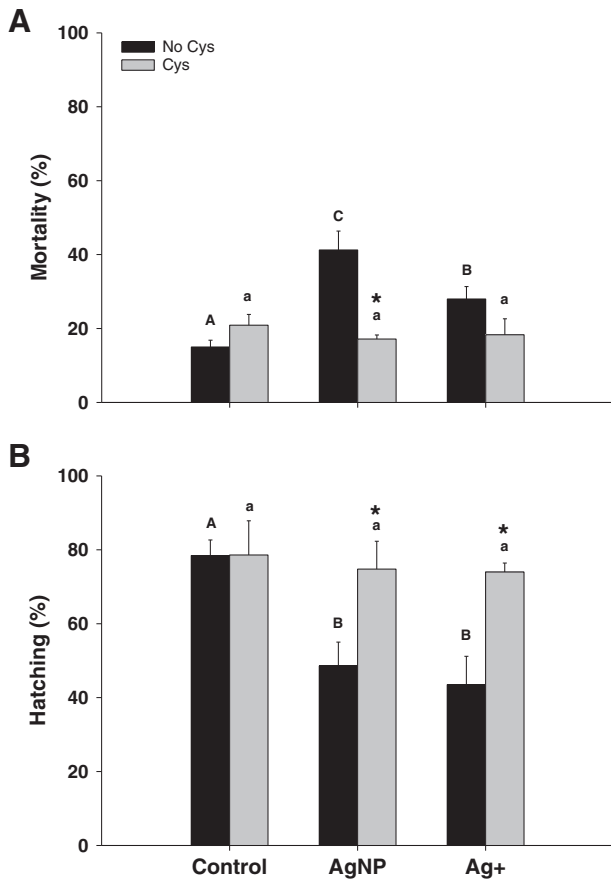 A
100
80
60
40
20
0
Mortality (%)
No Cys
Cys
A
a
C
*
a
B
a
B
100
80
60
40
20
0
Hatching (%)
A
a
B
*
a
B
*
a
Control AgNP Ag+